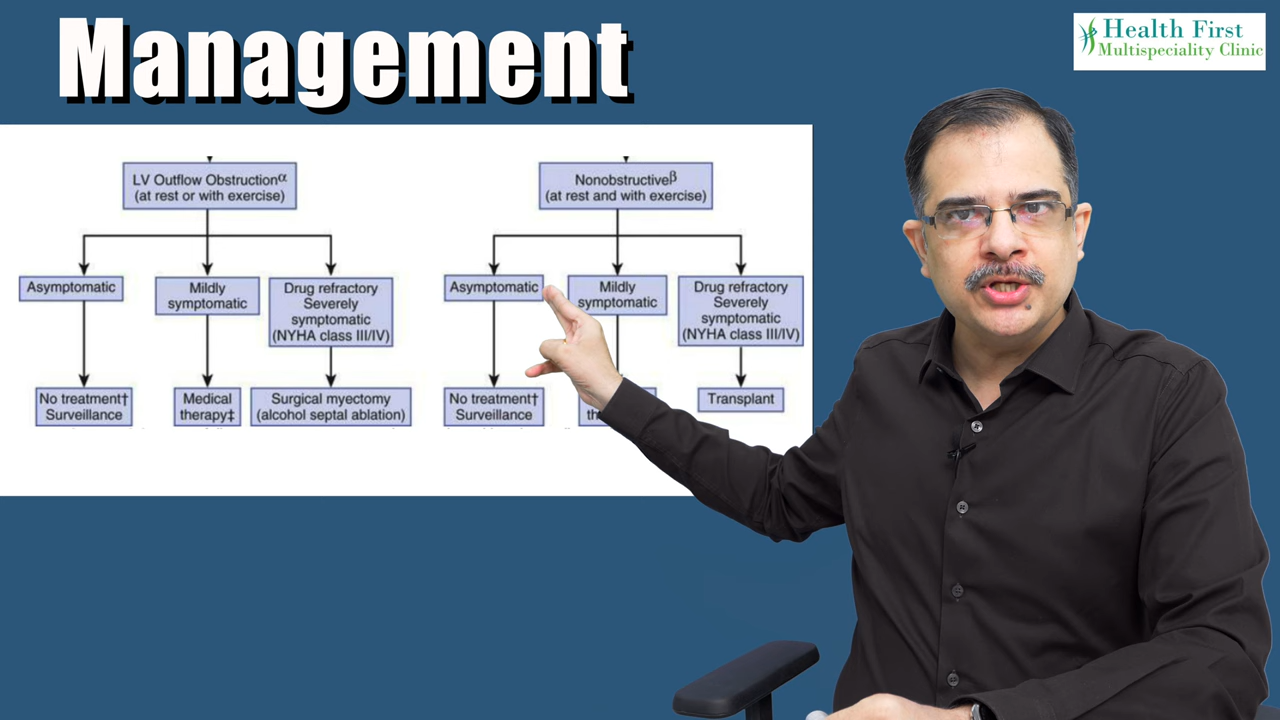 Management
Health First
Multispeciality Clinic
LV Outflow Obstructionα
(at rest or with exercise)
Asymptomatic
Mildly
symptomatic
Drug refractory
Severely
symptomatic
(NYHA class III/IV)
No treatment†
Surveillance
Medical
therapy‡
Surgical myectomy
(alcohol septal ablation)
Nonobstructiveβ
(at rest and with exercise)
Asymptomatic
Mildly
symptomatic
Drug refractory
Severely
symptomatic
(NYHA class III/IV)
No treatment†
Surveillance
Transplant